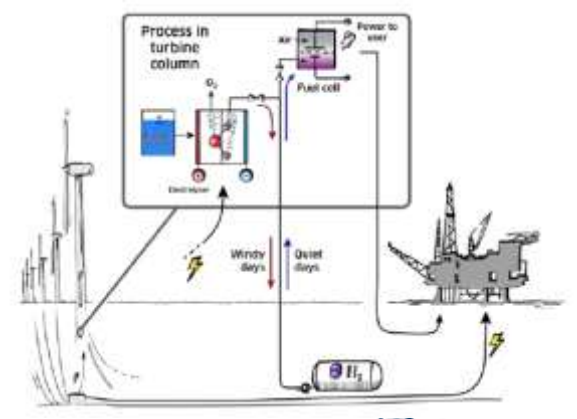 Process in
turbine
column
Air
Power to
user
Fuel cell
O₂
Electrolyser
Windy
days
Quiet
days
H₂